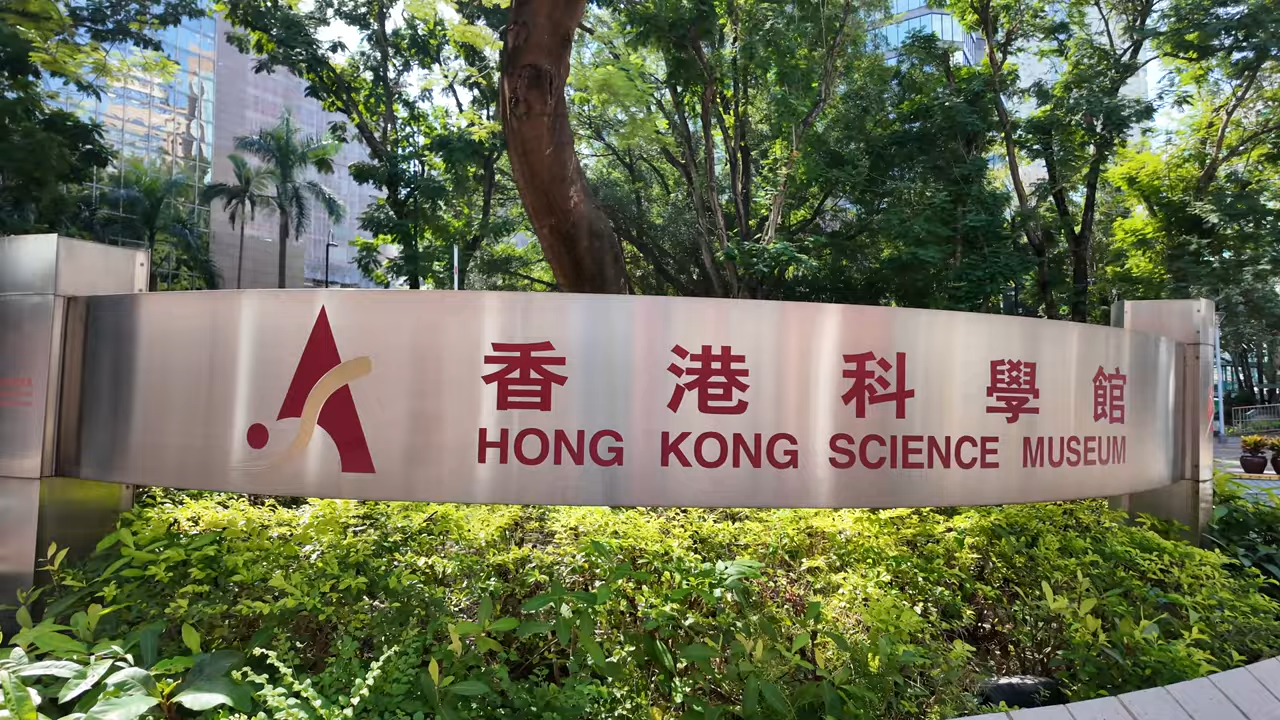 香港科學館
HONG KONG SCIENCE MUSEUM